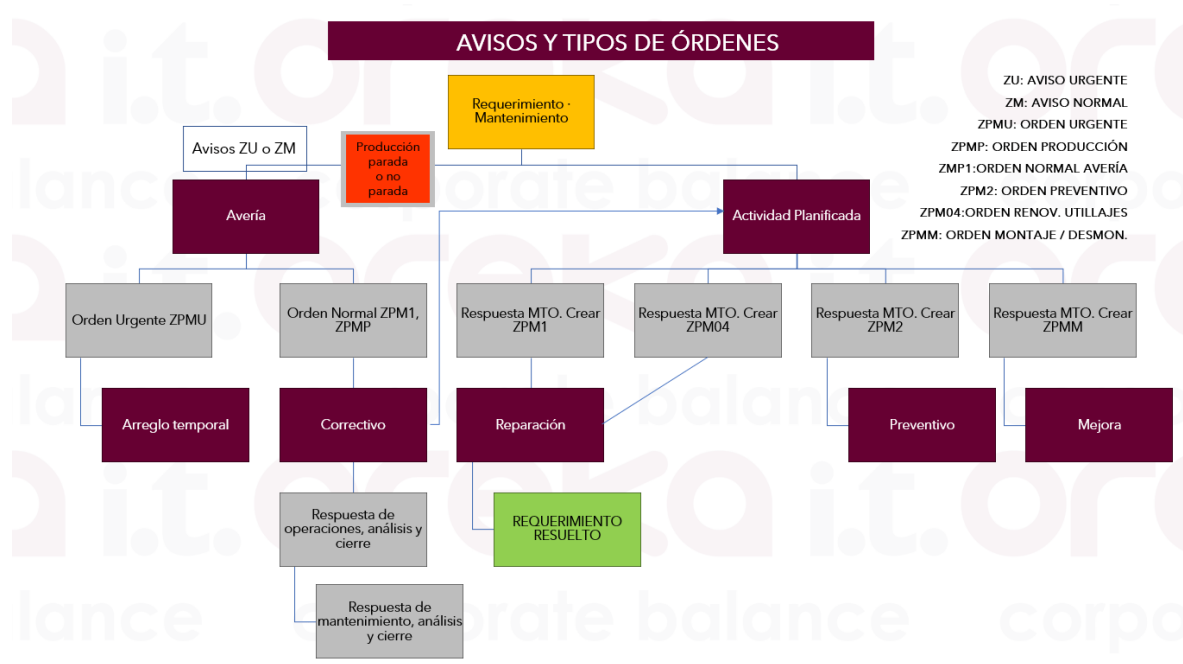 AVISOS Y TIPOS DE ÓRDENES
Requerimiento ·
Mantenimiento
ZU: AVISO URGENTE
ZM: AVISO NORMAL
ZPMU: ORDEN URGENTE
ZPMP: ORDEN PRODUCCIÓN
ZMP1:ORDEN NORMAL AVERÍA
ZPM2: ORDEN PREVENTIVO
ZPM04:ORDEN RENOV. UTILLAJES
ZPMM: ORDEN MONTAJE / DESMON.
Avisos ZU o ZM
Producción
parada
o no
parada
Avería
Actividad Planificada
Orden Urgente ZPMU
Orden Normal ZPM1,
ZPMP
Respuesta MTO. Crear
ZPM1
Respuesta MTO. Crear
ZPM04
Respuesta MTO. Crear
ZPM2
Respuesta MTO. Crear
ZPMM
Arreglo temporal
Correctivo
Reparación
Preventivo
Mejora
Respuesta de
operaciones, análisis y
cierre
REQUERIMIENTO
RESUELTO
Respuesta de
mantenimiento, análisis
y cierre
oreka i.t.
corporate balance